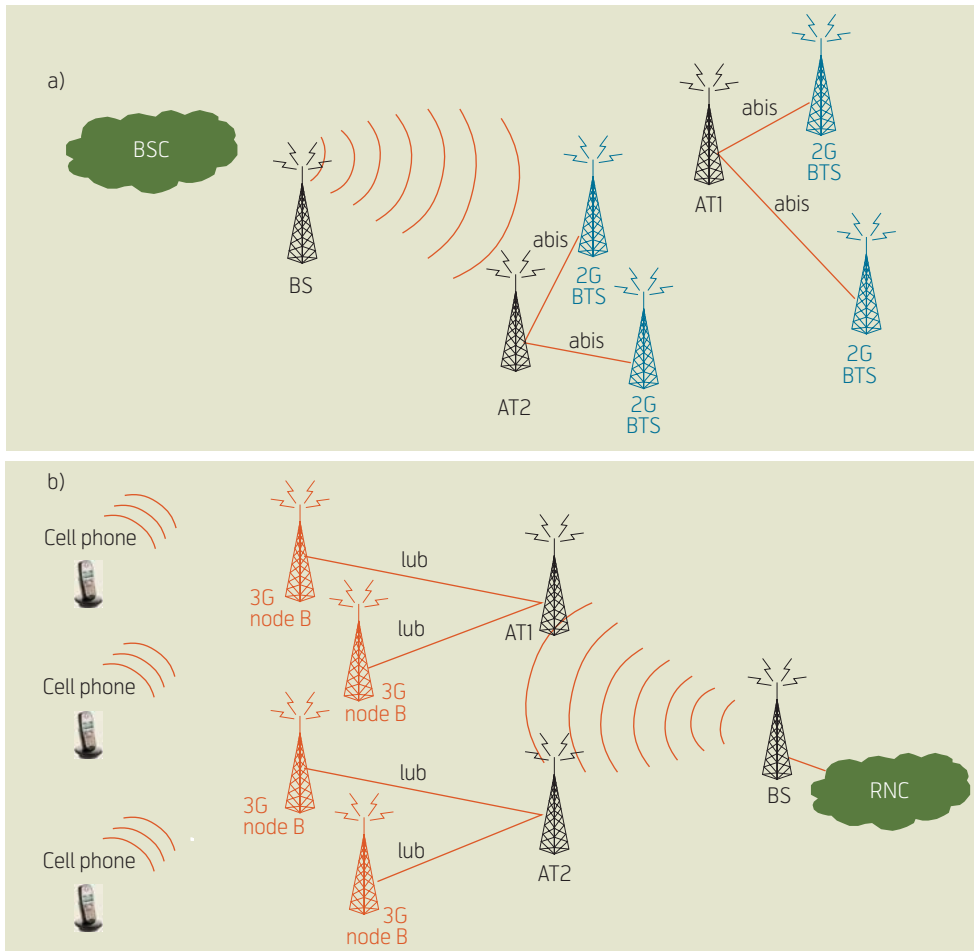 a)
BSC
BS
abis
2G
BTS
abis
AT2
2G
BTS
AT1
abis
2G
BTS
abis
2G
BTS
b)
Cell phone
Cell phone
Cell phone
3G
node B
lub
lub
3G
node B
AT1
3G
node B
lub
lub
3G
node B
AT2
BS
RNC